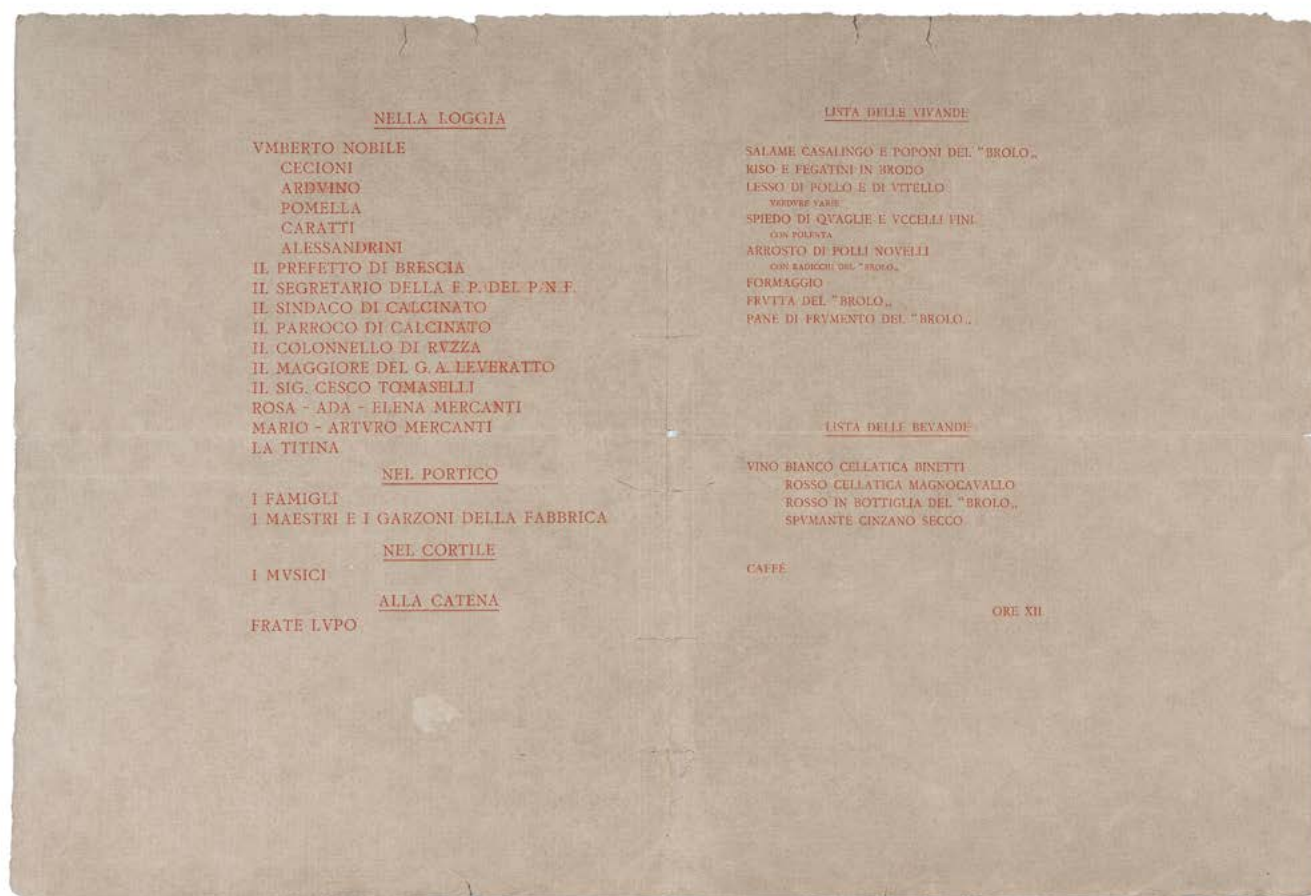 NELLA LOGGIA
VMBERTO NOBILE
CECIONI
ARDVINO
POMELLA
CARATTI
ALESSANDRINI
IL PREFETTO DI BRESCIA
IL SEGRETARIO DELLA F. P. DEL P. N. F.
IL SINDACO DI CALCINATO
IL PARROCO DI CALCINATO
IL COLONNELLO DI RVZZA
IL MAGGIORE DEL G. A. LEVERATTO
IL SIG. CESCO TOMASELLI
ROSA - ADA - ELENA MERCANTI
MARIO - ARTVRO MERCANTI
LA TITINA
NEL PORTICO
I FAMIGLI
I MAESTRI E I GARZONI DELLA FABBRICA
NEL CORTILE
I MVSICI
ALLA CATENA
FRATE LVPO
LISTA DELLE VIVANDE
SALAME CASALINGO E POPONI DEL "BROLO„
RISO E FEGATINI IN BRODO
LESSO DI POLLO E DI VITELLO
VERDVRE VARIE
SPIEDO DI QVAGLIE E VCCELLI FINI
CON POLENTA
ARROSTO DI POLLI NOVELLI
CON RADICCHI DEL "BROLO„
FORMAGGIO
FRVTTA DEL "BROLO„
PANE DI FRVMENTO DEL "BROLO„
LISTA DELLE BEVANDE
VINO BIANCO CELLATICA BINETTI
ROSSO CELLATICA MAGNOCAVALLO
ROSSO IN BOTTIGLIA DEL "BROLO„
SPVMANTE CINZANO SECCO
CAFFÈ
ORE XII